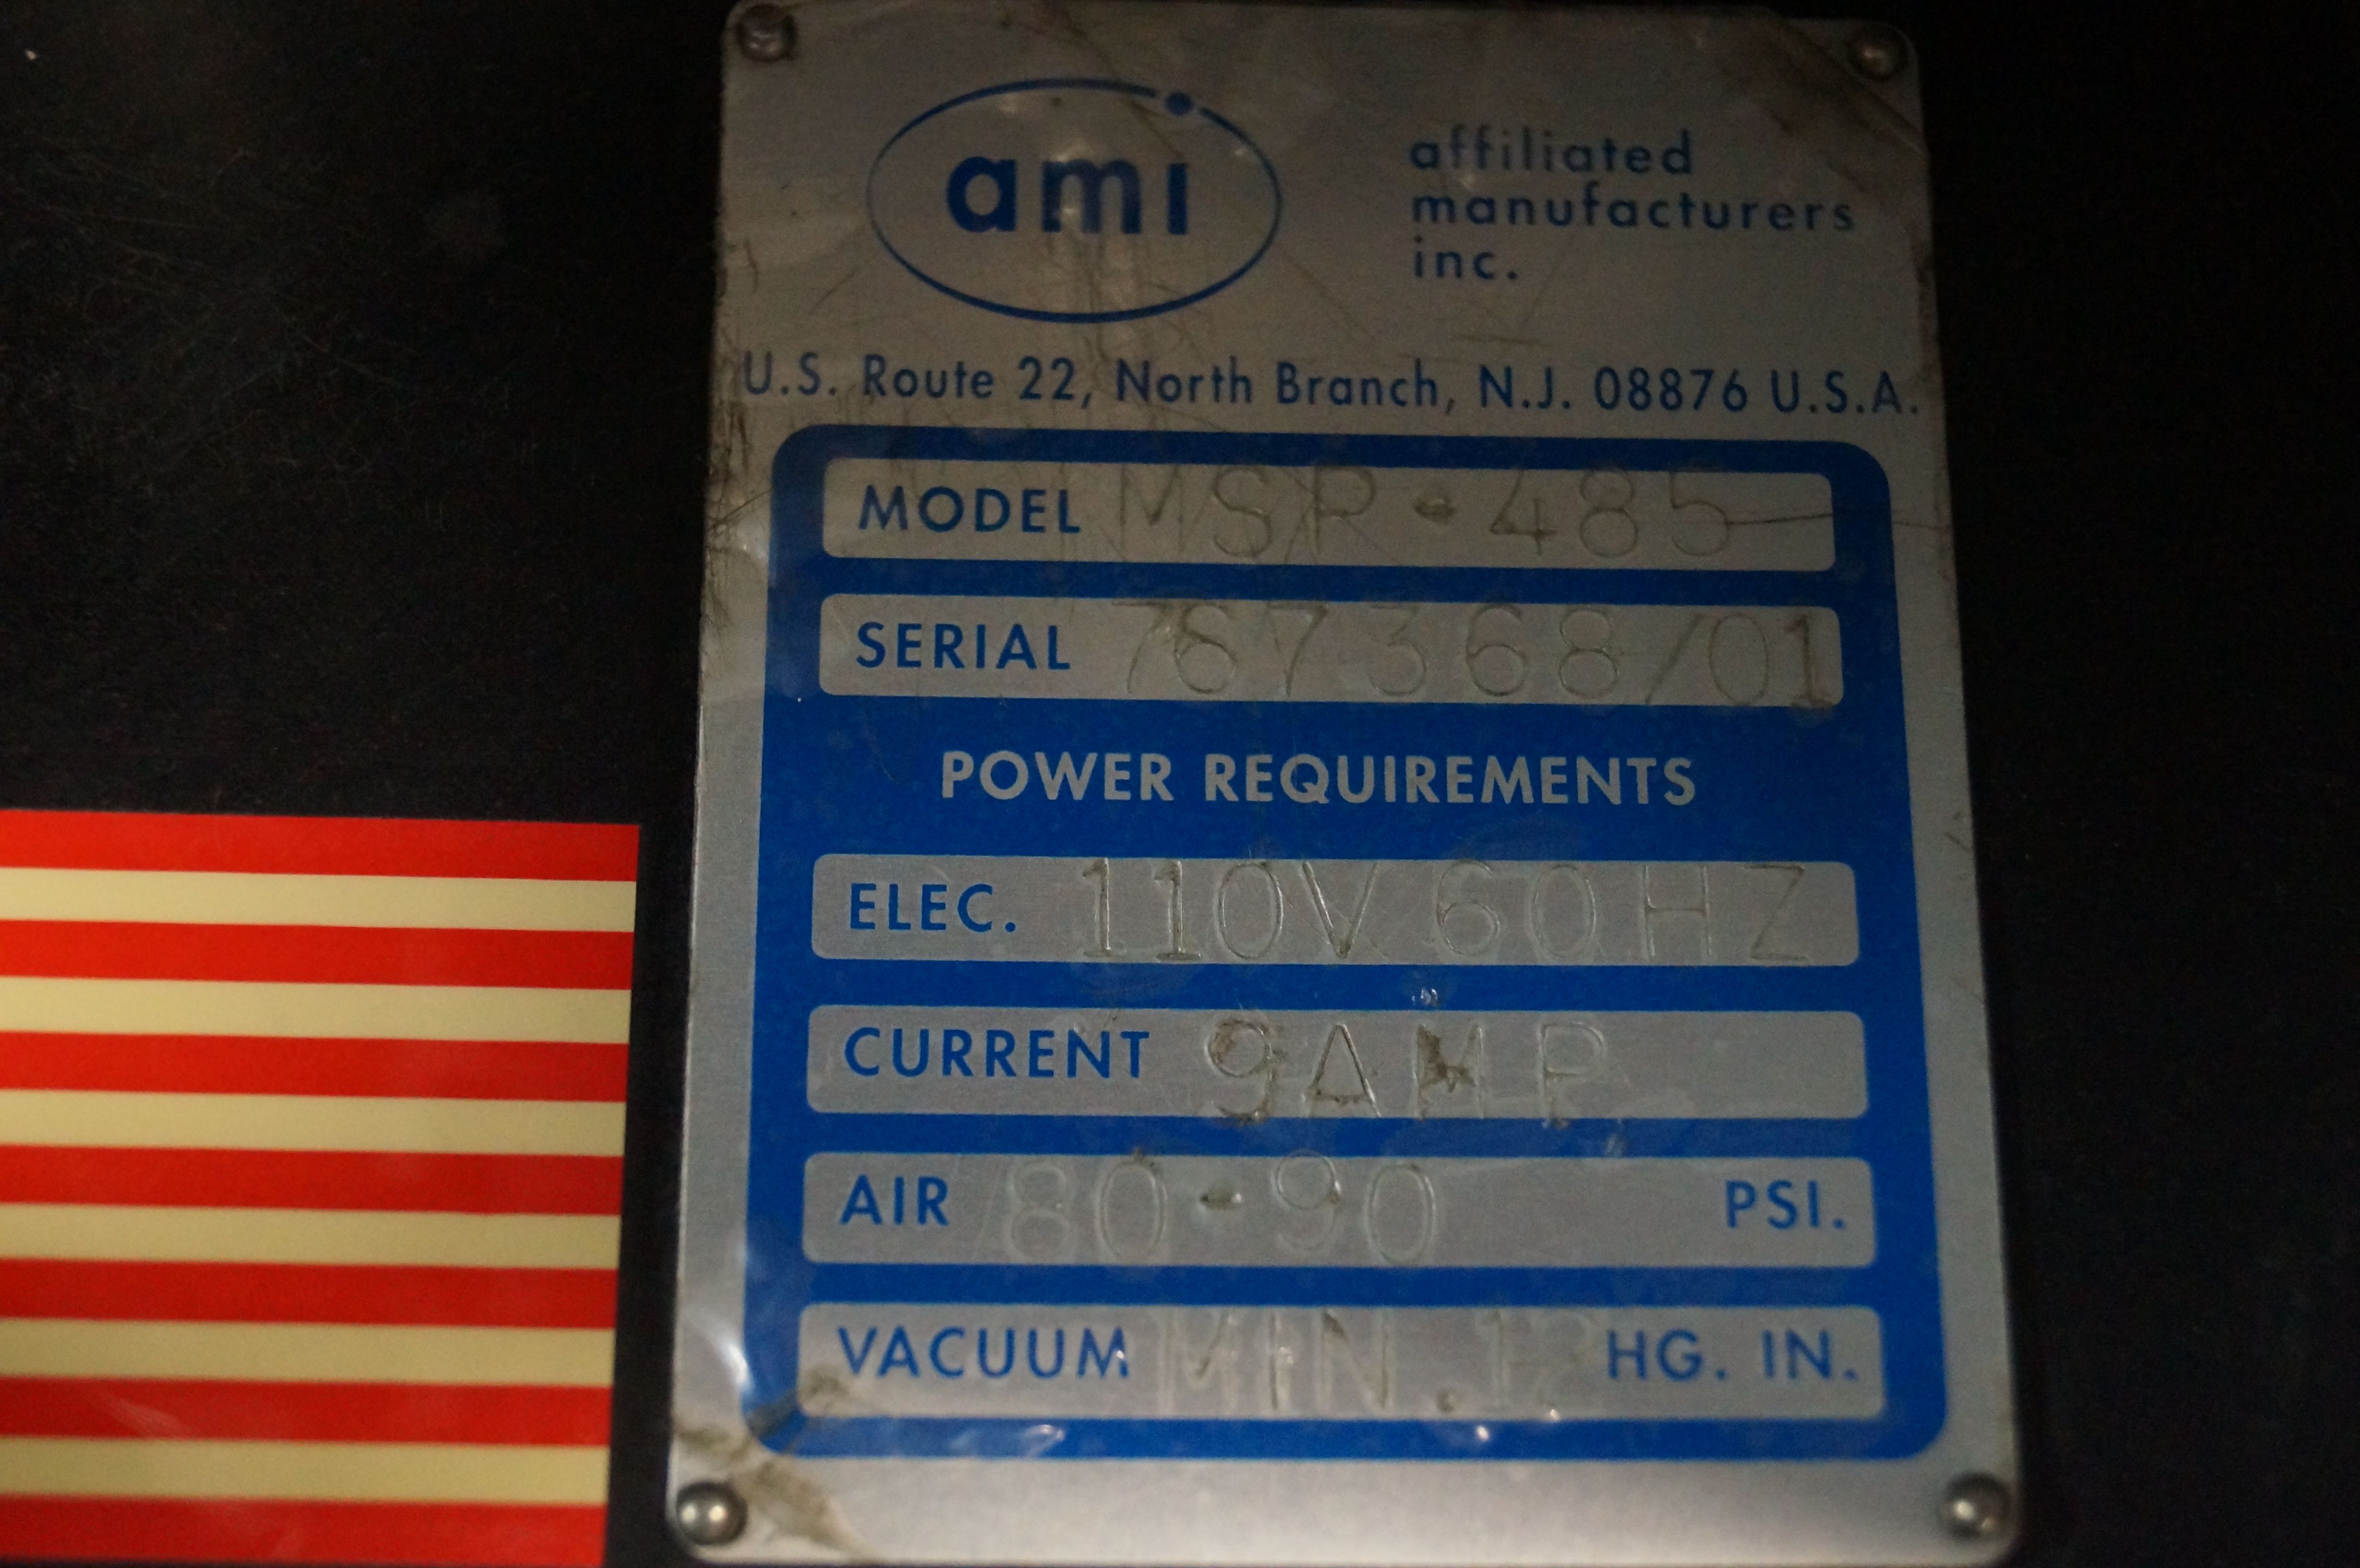 ami
affiliated
manufacturers
inc.
U.S. Route 22, North Branch, N.J. 08876 U.S.A.
MODEL MSP-485
SERIAL 767368/01
POWER REQUIREMENTS
ELEC. 110V 60HZ
CURRENT 9AMP
AIR 80-90 PSI.
VACUUM MIN.12 HG. IN.